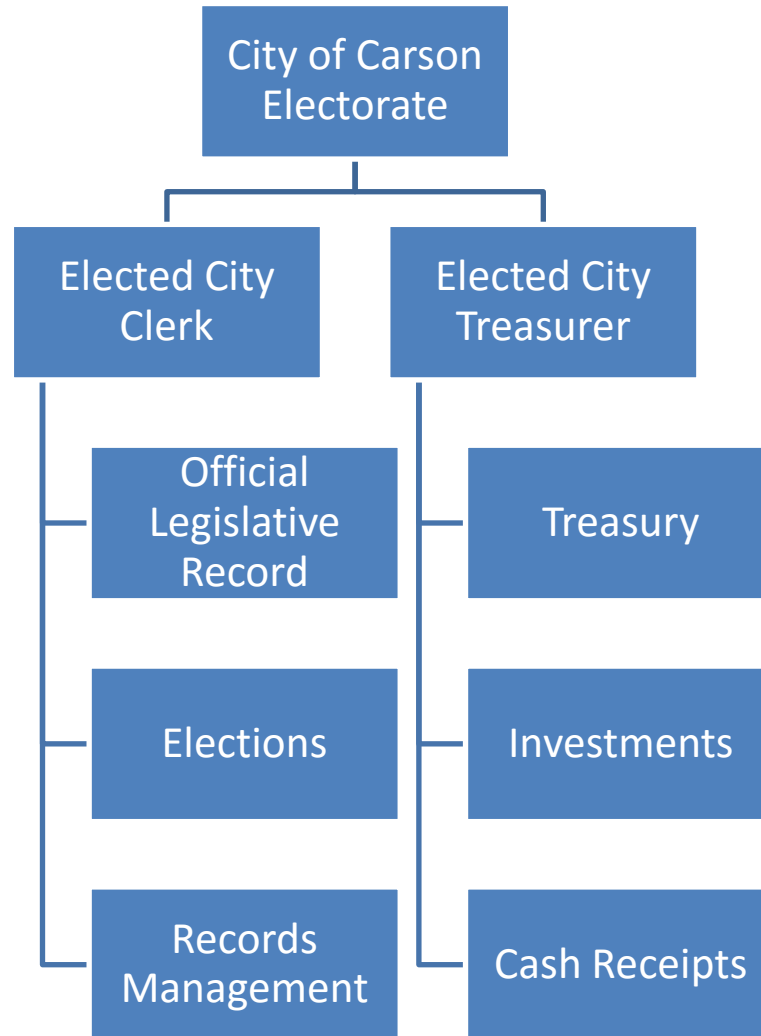 City of Carson
Electorate
Elected City
Clerk
Elected City
Treasurer
Official
Legislative
Record
Treasury
Elections
Investments
Records
Management
Cash Receipts